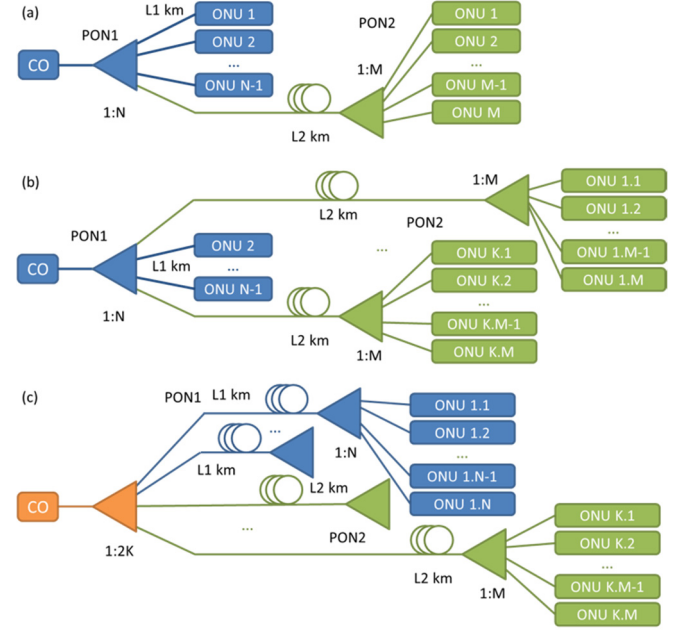 (a)
L1 km
ONU 1
PON1
ONU 2
CO
...
ONU N-1
1:N
L2 km
PON2
1:M
ONU 1
ONU 2
...
ONU M-1
ONU M
(b)
1:M
L2 km
ONU 1.1
ONU 1.2
...
ONU 1.M-1
ONU 1.M
PON1
PON2
...
CO
ONU 2
L1 km
...
ONU N-1
1:N
L2 km
1:M
ONU K.1
ONU K.2
...
ONU K.M-1
ONU K.M
(c)
PON1
L1 km
...
L1 km
1:N
ONU 1.1
ONU 1.2
...
ONU 1.N-1
ONU 1.N
L2 km
CO
...
PON2
1:2K
L2 km
1:M
ONU K.1
ONU K.2
...
ONU K.M-1
ONU K.M